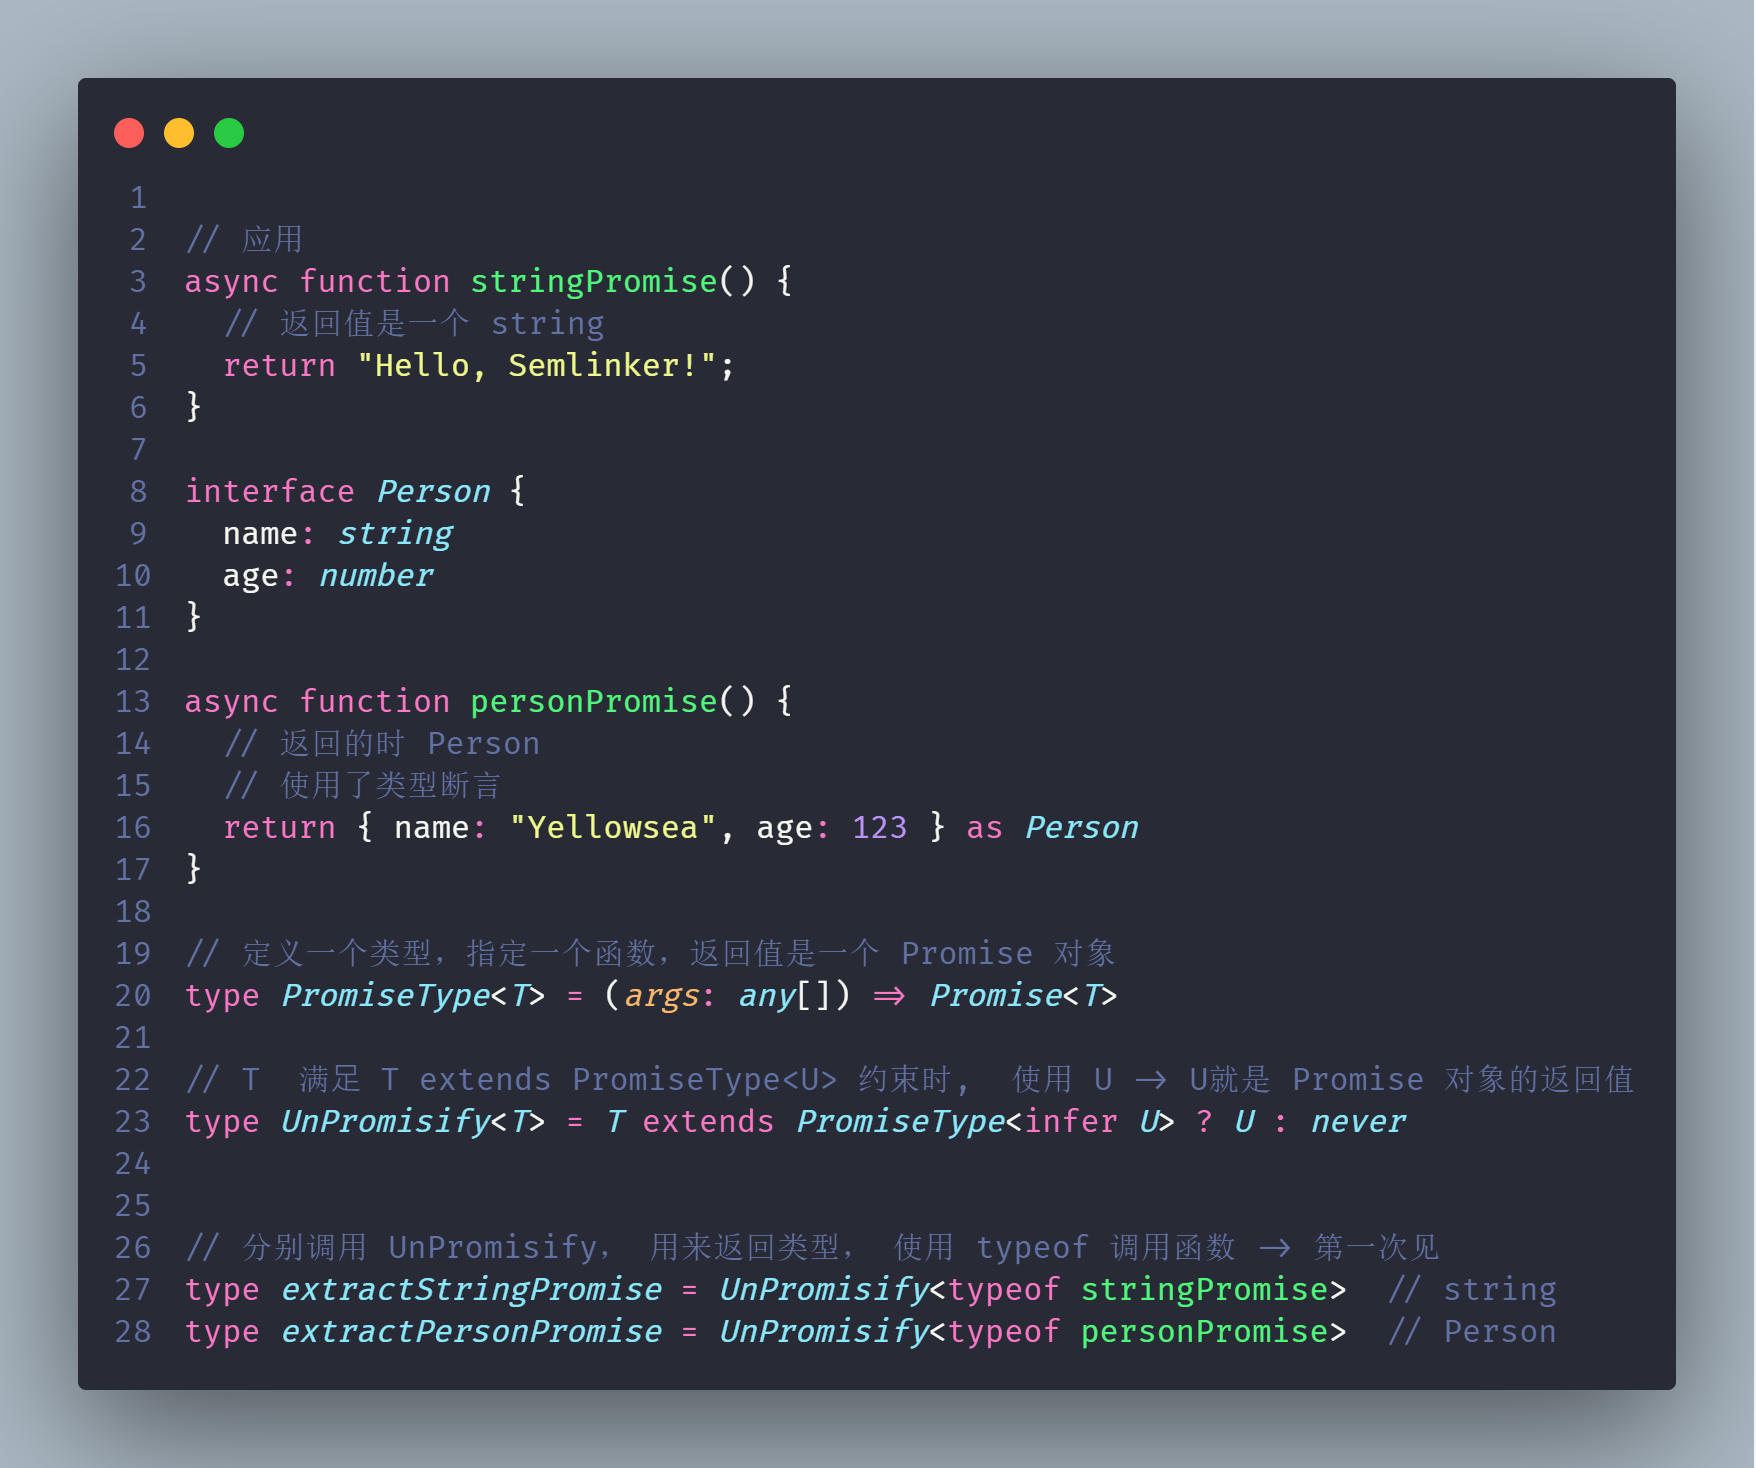 1
2 // 应用
3 async function stringPromise() {
4   // 返回值是一个 string
5   return "Hello, Semlinker!";
6 }
7
8 interface Person {
9   name: string
10   age: number
11 }
12
13 async function personPromise() {
14   // 返回的时 Person
15   // 使用了类型断言
16   return { name: "Yellowsea", age: 123 } as Person
17 }
18
19 // 定义一个类型，指定一个函数，返回值是一个 Promise 对象
20 type PromiseType<T> = (args: any[]) => Promise<T>
21
22 // T  满足 T extends PromiseType<U> 约束时， 使用 U -> U就是 Promise 对象的返回值
23 type UnPromisify<T> = T extends PromiseType<infer U> ? U : never
24
25
26 // 分别调用 UnPromisify， 用来返回类型， 使用 typeof 调用函数 -> 第一次见
27 type extractStringPromise = UnPromisify<typeof stringPromise>  // string
28 type extractPersonPromise = UnPromisify<typeof personPromise>  // Person